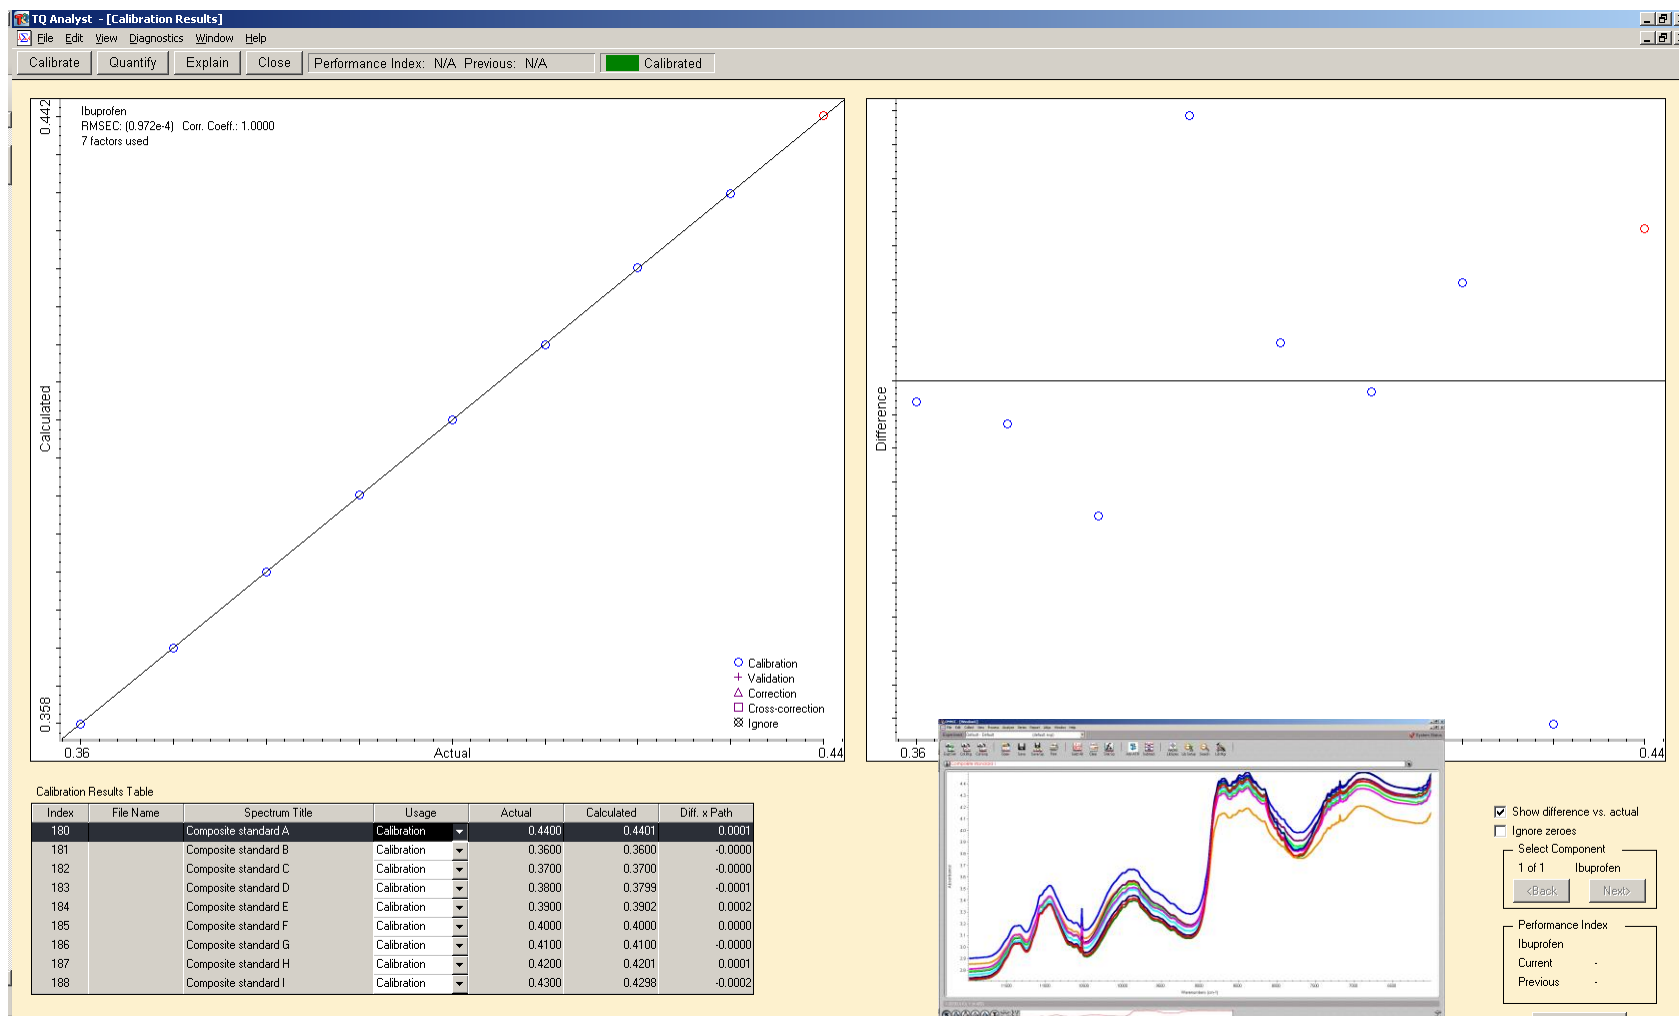 TQ Analyst - [Calibration Results]
File Edit View Diagnostics Window Help
Calibrate Quantify Explain Close Performance Index: N/A Previous: N/A Calibrated
Ibuprofen
RMSEC: (0.972e-4) Corr. Coeff.: 1.0000
7 factors used
0.442
Calculated
0.358
Calibration
Validation
Correction
Cross-correction
Ignore
0.36 Actual 0.44
Difference
0.36 0.44
Calibration Results Table
Index File Name Spectrum Title Usage Actual Calculated Diff. x Path
180 Composite standard A Calibration 0.4400 0.4401 0.0001
181 Composite standard B Calibration 0.3600 0.3600 -0.0000
182 Composite standard C Calibration 0.3700 0.3700 -0.0000
183 Composite standard D Calibration 0.3800 0.3799 -0.0001
184 Composite standard E Calibration 0.3900 0.3902 0.0002
185 Composite standard F Calibration 0.4000 0.4000 0.0000
186 Composite standard G Calibration 0.4100 0.4100 -0.0000
187 Composite standard H Calibration 0.4200 0.4201 0.0001
188 Composite standard I Calibration 0.4300 0.4298 -0.0002
Show difference vs. actual
Ignore zeroes
Select Component
1 of 1 Ibuprofen
<Back Next>
Performance Index
Ibuprofen
Current -
Previous -